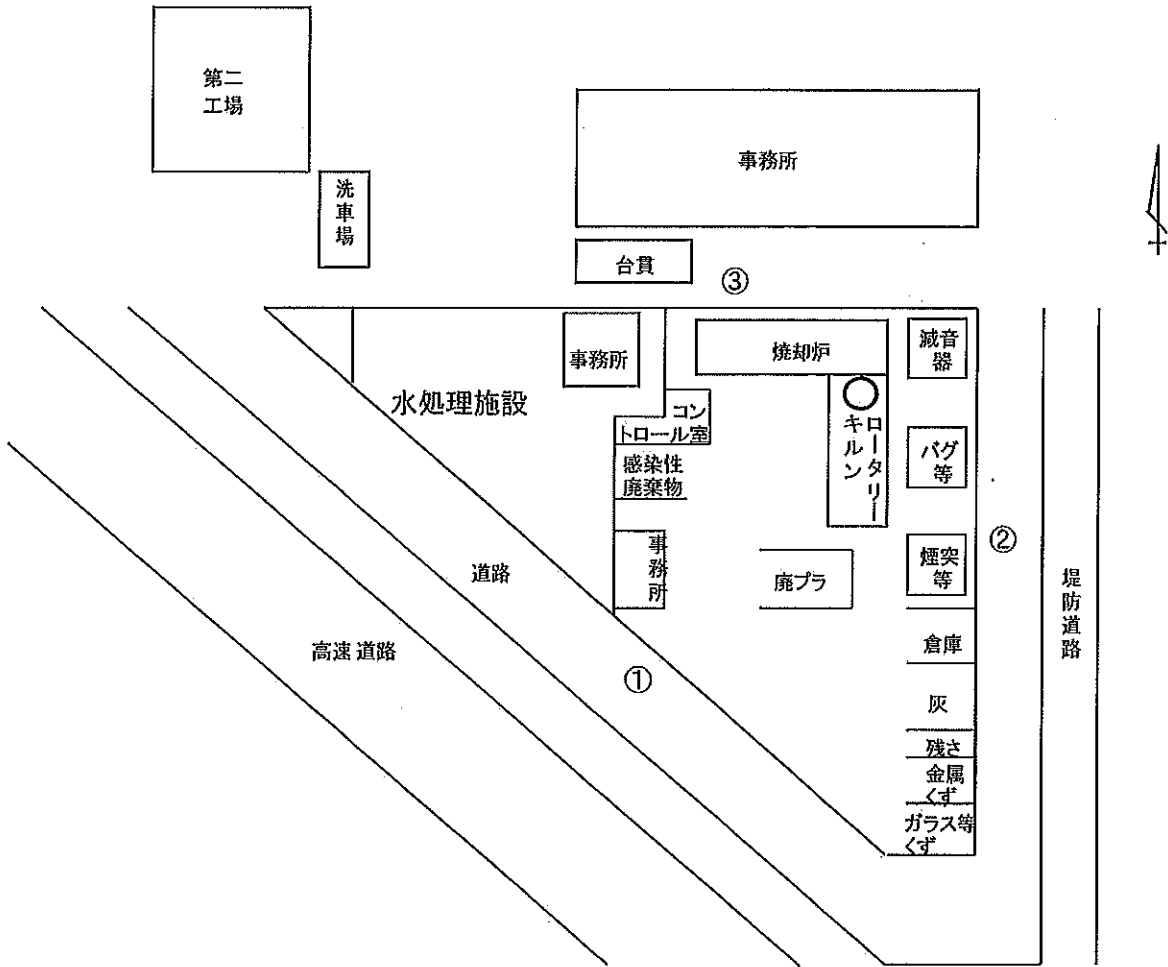 第二
工場
事務所
洗車場
台貫
③
事務所
焼却炉
減音
器
水処理施設
コン
トロール室
ロータリー
キルン
感染性
廃棄物
バグ
等
②
事務所
道路
廃プラ
煙突
等
堤防道路
高速道路
①
倉庫
灰
残さ
金属
くず
ガラス等
くず